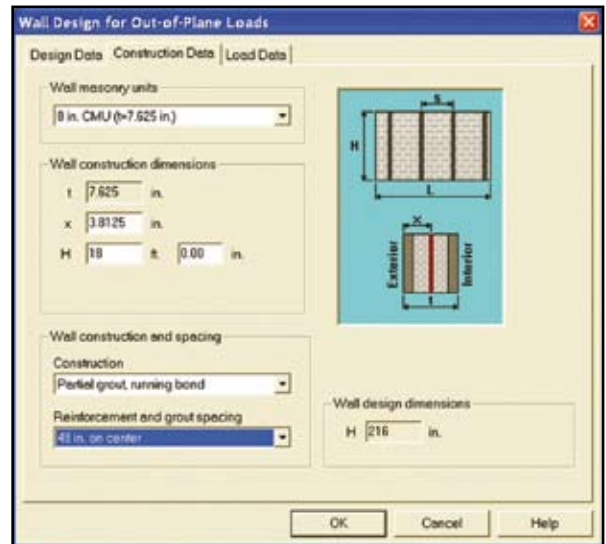 Wall Design for Out-of-Plane Loads
Design Data Construction Data Load Data
Wall masonry units
8 in. CMU (t=7.625 in.)
Wall construction dimensions
t 7.625 in.
x 3.8125 in.
H 18 ft. 0.00 in.
S
H
L
x
Exterior
Interior
t
Wall construction and spacing
Construction
Partial grout, running bond
Reinforcement and grout spacing
48 in. on center
Wall design dimensions
H 216 in.
OK Cancel Help